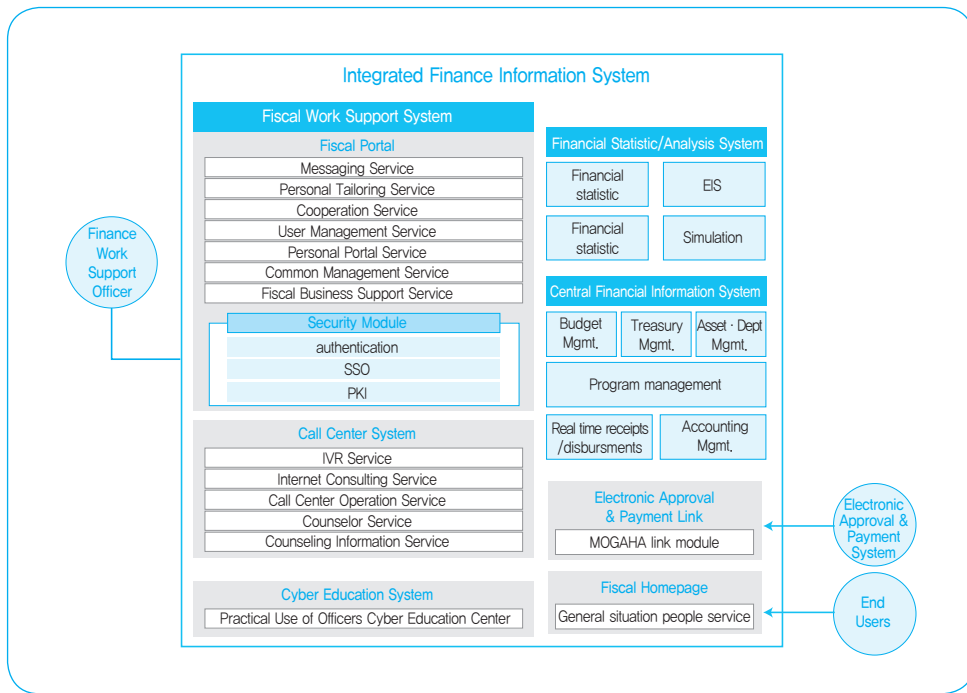 Integrated Finance Information System
Fiscal Work Support System
Fiscal Portal
Messaging Service
Personal Tailoring Service
Cooperation Service
User Management Service
Personal Portal Service
Common Management Service
Fiscal Business Support Service
Security Module
authentication
SSO
PKI
Call Center System
IVR Service
Internet Consulting Service
Call Center Operation Service
Counselor Service
Counseling Information Service
Cyber Education System
Practical Use of Officers Cyber Education Center
Financial Statistic/Analysis System
Financial
statistic
EIS
Financial
statistic
Simulation
Central Financial Information System
Budget
Mgmt.
Treasury
Mgmt.
Asset · Dept
Mgmt.
Program management
Real time receipts
/disbursments
Accounting
Mgmt.
Electronic Approval
& Payment Link
MOGAHA link module
Fiscal Homepage
General situation people service
Finance
Work
Support
Officer
Electronic
Approval &
Payment
System
End
Users